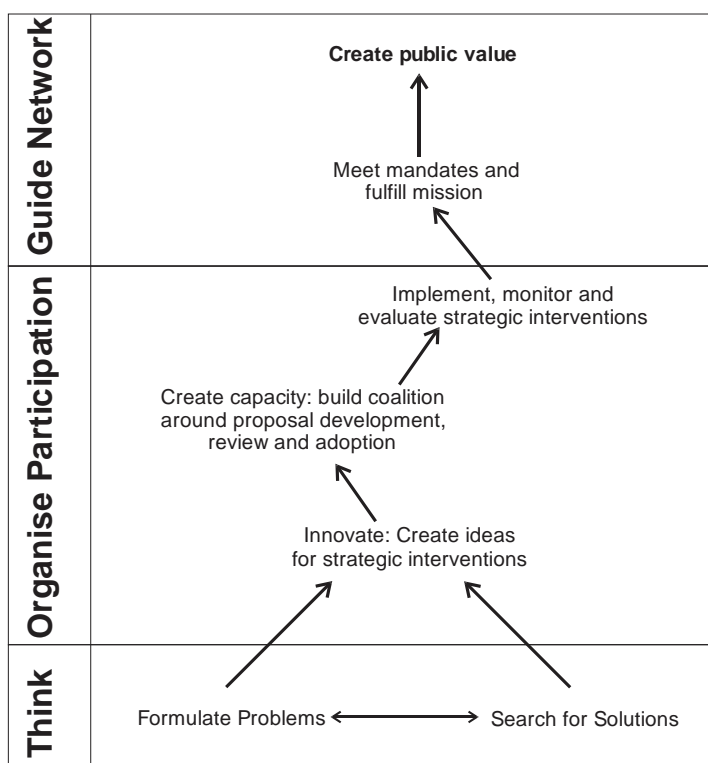 Guide Network
Create public value
Meet mandates and
fulfill mission
Organise Participation
Implement, monitor and
evaluate strategic interventions
Create capacity: build coalition
around proposal development,
review and adoption
Innovate: Create ideas
for strategic interventions
Think
Formulate Problems
Search for Solutions